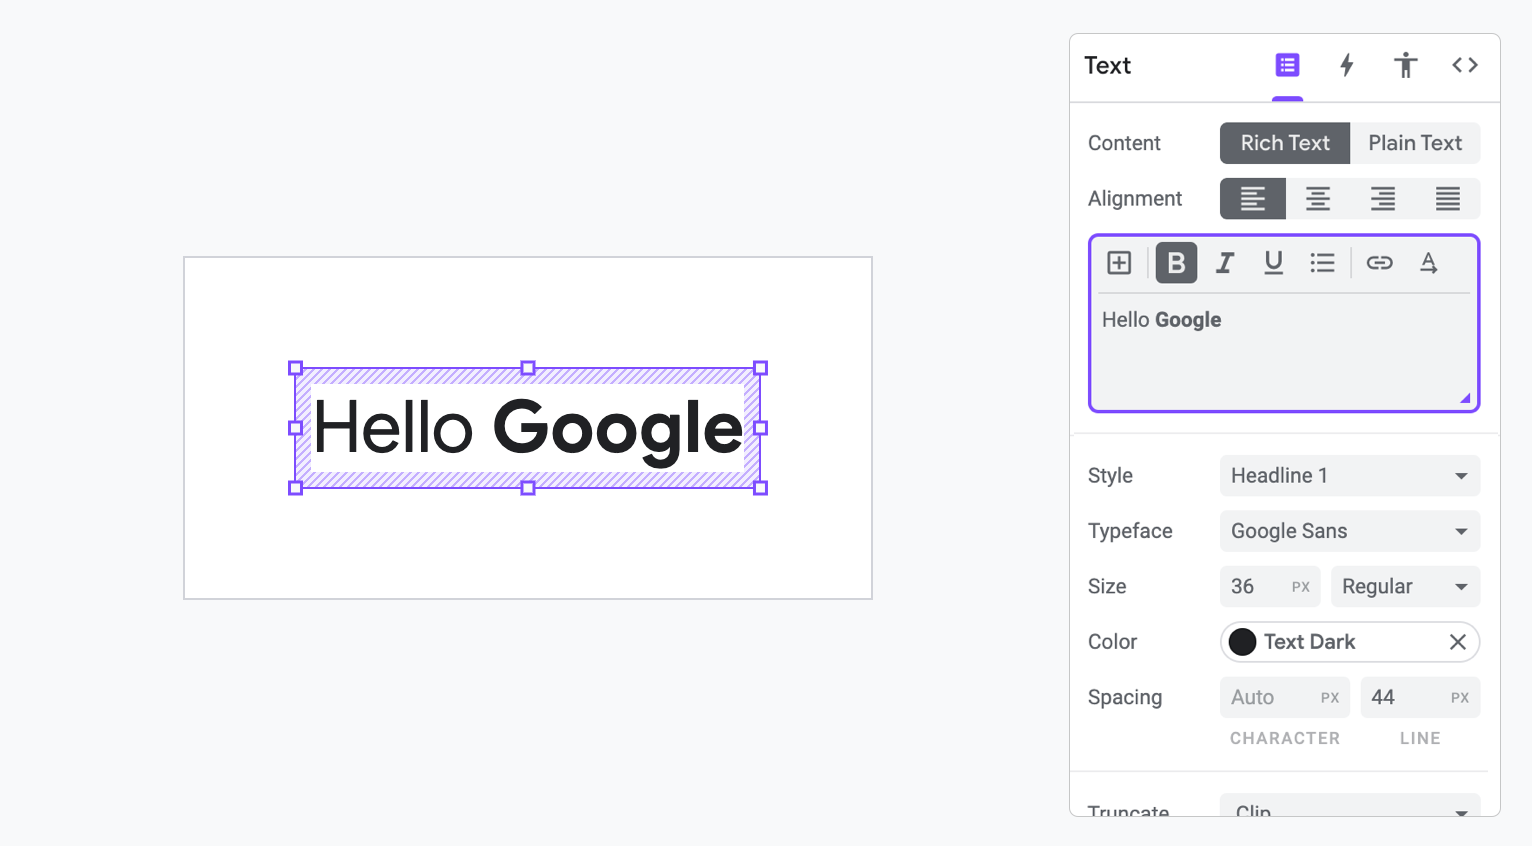 Text
Content Rich Text Plain Text
Alignment
B I U A
Hello Google
Hello Google
Style Headline 1
Typeface Google Sans
Size 36 PX Regular
Color Text Dark
Spacing Auto PX 44 PX
CHARACTER LINE
Truncate Clip